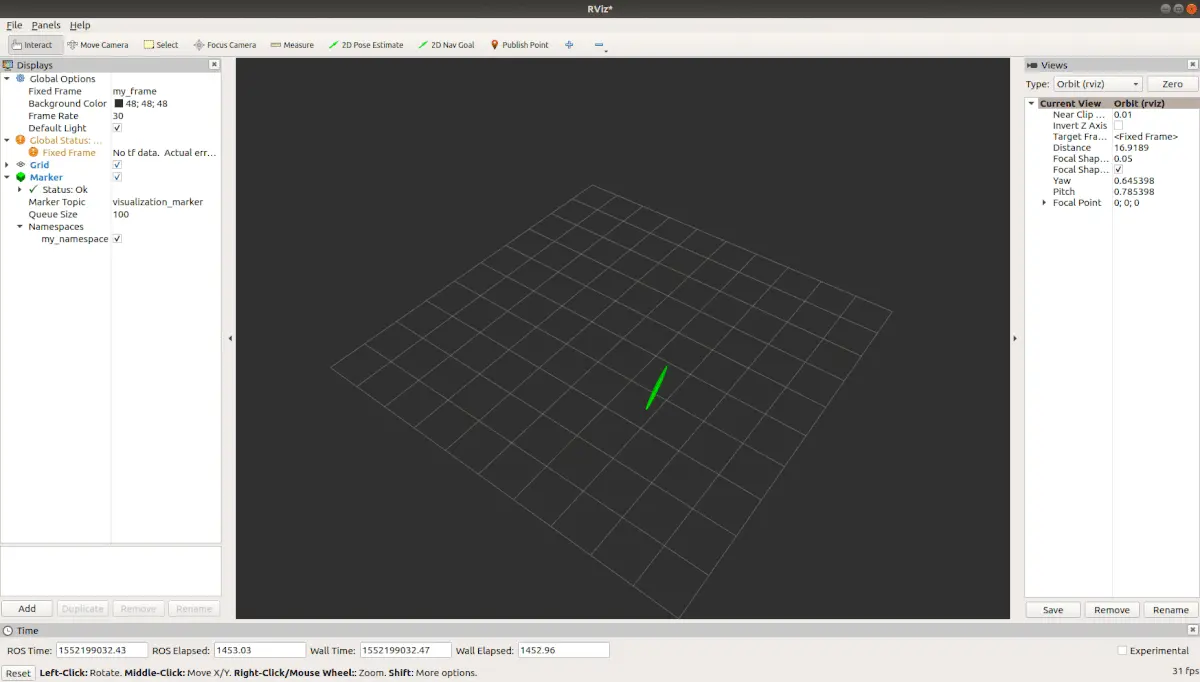 RViz*
File Panels Help
Interact Move Camera Select Focus Camera Measure 2D Pose Estimate 2D Nav Goal Publish Point
Displays
Global Options
Fixed Frame my_frame
Background Color 48; 48; 48
Frame Rate 30
Default Light
Global Status: ...
Fixed Frame No tf data. Actual err...
Grid
Marker
Status: Ok
Marker Topic visualization_marker
Queue Size 100
Namespaces
my_namespace
Add Duplicate Remove Rename
Views
Type: Orbit (rviz) Zero
Current View Orbit (rviz)
Near Clip ... 0.01
Invert Z Axis
Target Fra... <Fixed Frame>
Distance 16.9189
Focal Shap... 0.05
Focal Shap...
Yaw 0.645398
Pitch 0.785398
Focal Point 0; 0; 0
Save Remove Rename
Time
ROS Time: 1552199032.43 ROS Elapsed: 1453.03 Wall Time: 1552199032.47 Wall Elapsed: 1452.96 Experimental
Reset Left-Click: Rotate. Middle-Click: Move X/Y. Right-Click/Mouse Wheel:: Zoom. Shift: More options. 31 fps